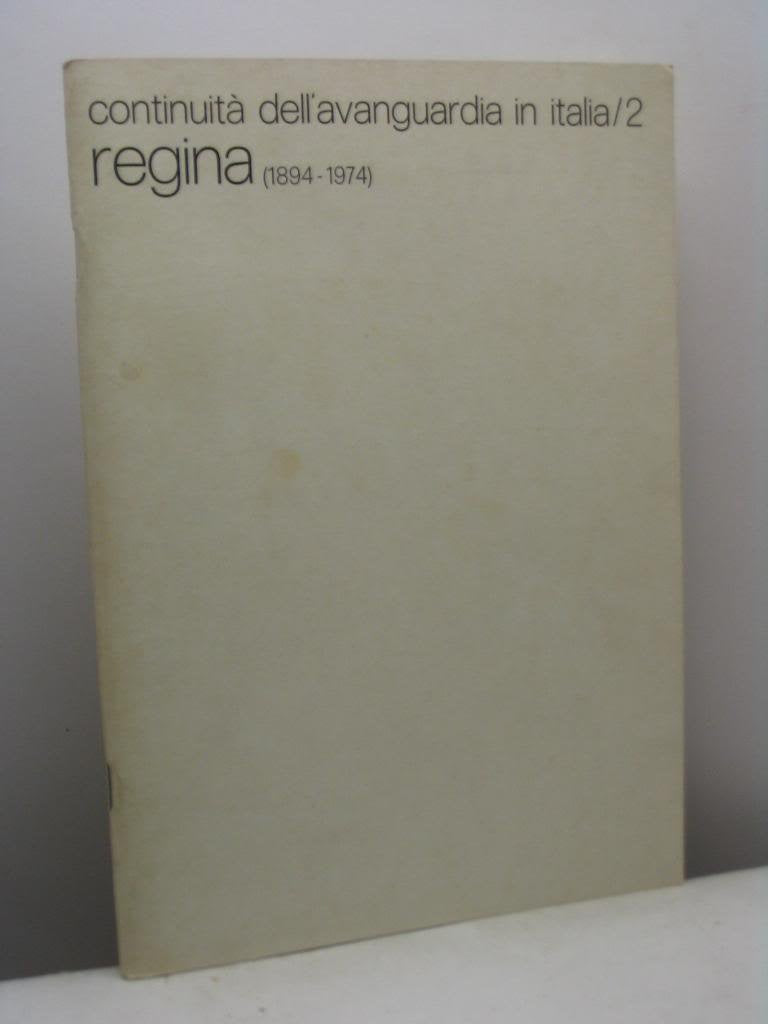 continuità dell'avanguardia in italia/2
regina (1894-1974)